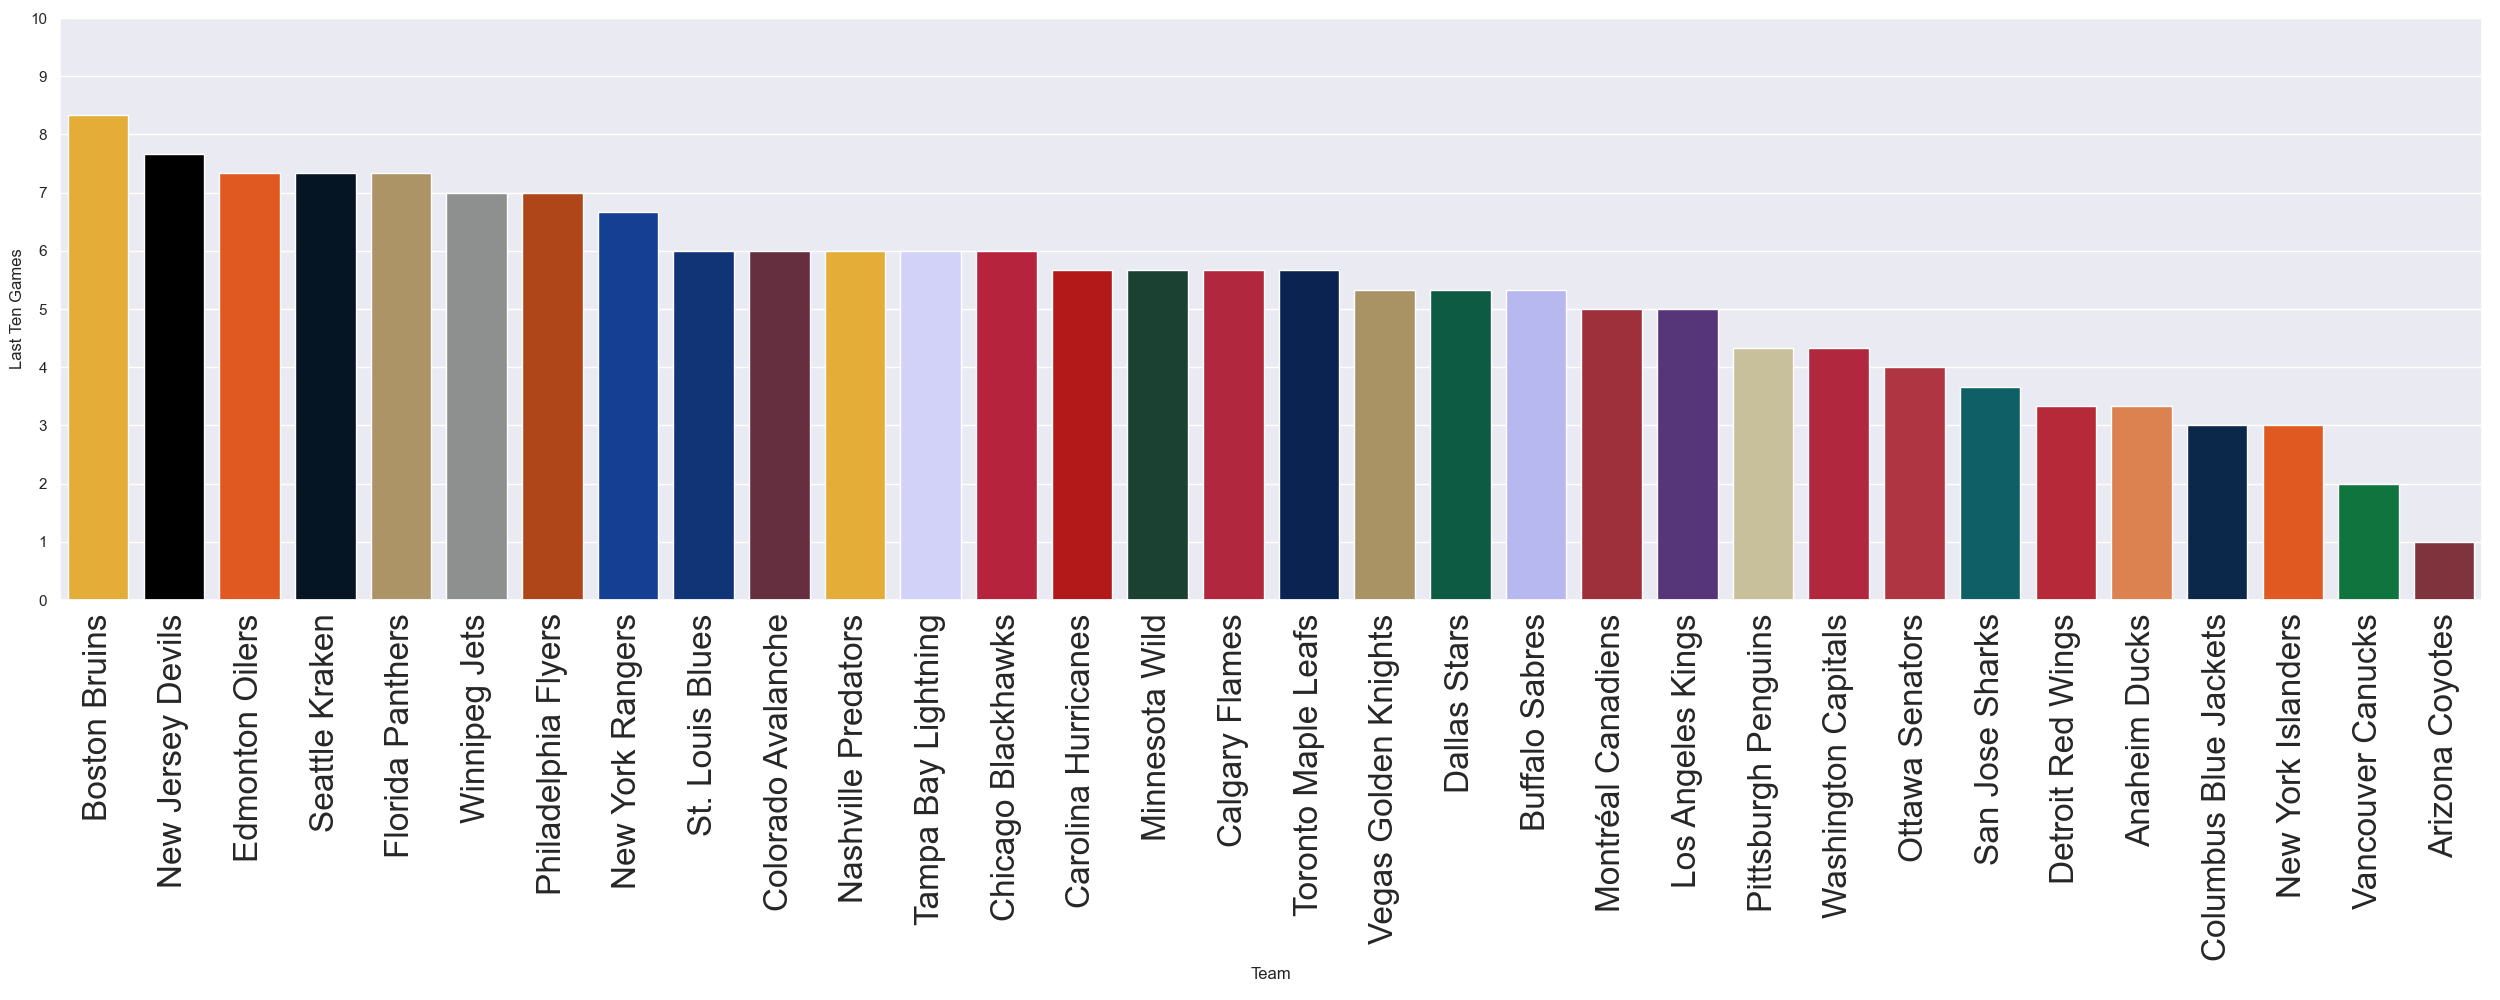 10
9
8
7
6
5
4
3
2
1
0
Last Ten Games
Boston Bruins
New Jersey Devils
Edmonton Oilers
Seattle Kraken
Florida Panthers
Winnipeg Jets
Philadelphia Flyers
New York Rangers
St. Louis Blues
Colorado Avalanche
Nashville Predators
Tampa Bay Lightning
Chicago Blackhawks
Carolina Hurricanes
Minnesota Wild
Calgary Flames
Toronto Maple Leafs
Vegas Golden Knights
Dallas Stars
Buffalo Sabres
Montréal Canadiens
Los Angeles Kings
Pittsburgh Penguins
Washington Capitals
Ottawa Senators
San Jose Sharks
Detroit Red Wings
Anaheim Ducks
Columbus Blue Jackets
New York Islanders
Vancouver Canucks
Arizona Coyotes
Team